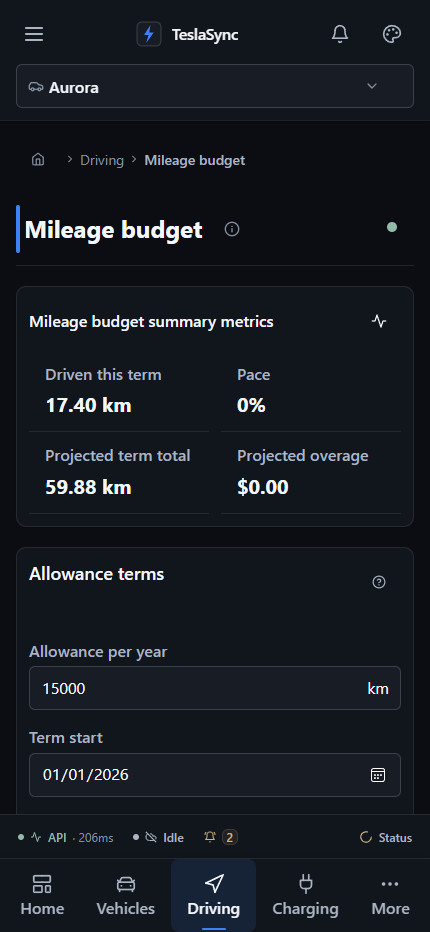 TeslaSync
Aurora
Driving Mileage budget
Mileage budget
Mileage budget summary metrics
Driven this term Pace
17.40 km 0%
Projected term total Projected overage
59.88 km $0.00
Allowance terms
Allowance per year
15000 km
Term start
01/01/2026
API · 206ms Idle 2 Status
Home Vehicles Driving Charging More